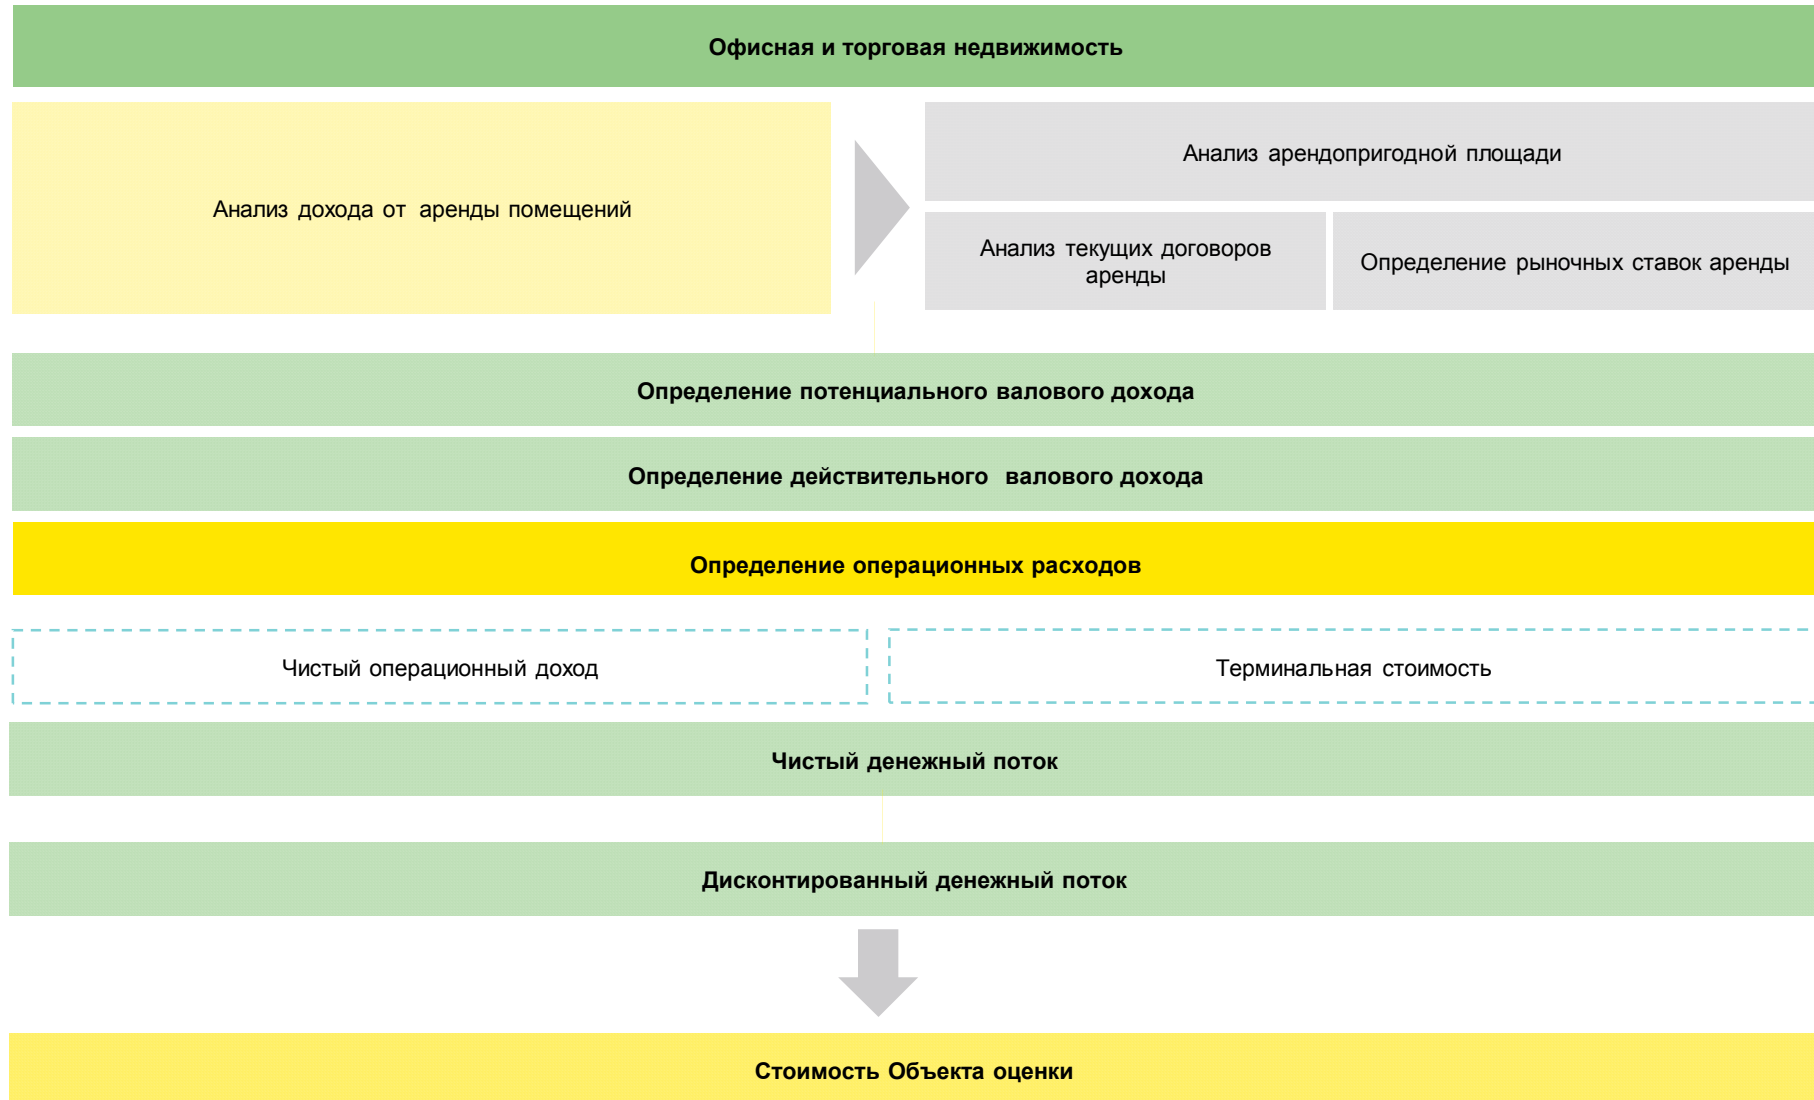 Офисная и торговая недвижимость
Анализ дохода от аренды помещений
Анализ арендопригодной площади
Анализ текущих договоров
аренды
Определение рыночных ставок аренды
Определение потенциального валового дохода
Определение действительного валового дохода
Определение операционных расходов
Чистый операционный доход
Терминальная стоимость
Чистый денежный поток
Дисконтированный денежный поток
Стоимость Объекта оценки